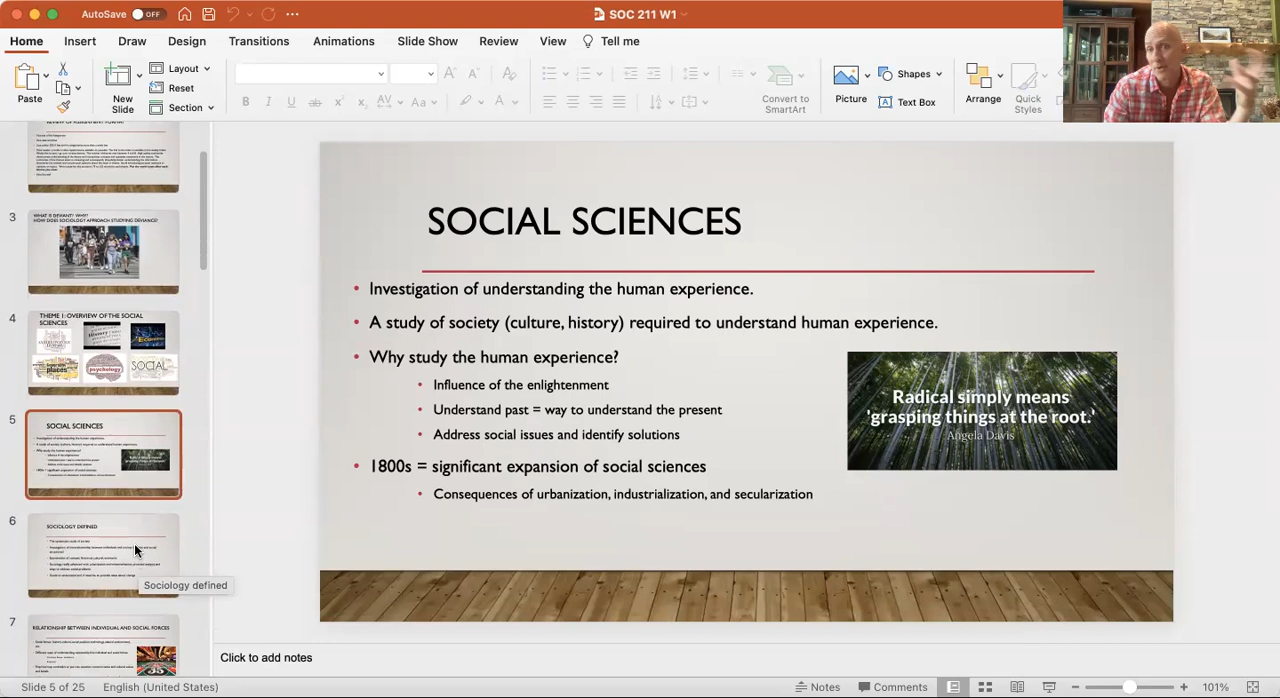 AutoSave OFF
SOC 211 W1
Home Insert Draw Design Transitions Animations Slide Show Review View Tell me
Paste
New Slide
Layout
Reset
Section
Convert to SmartArt
Picture
Shapes
Text Box
Arrange
Quick Styles
3
WHAT IS DEVIANT? WHY?
HOW DOES SOCIOLOGY APPROACH STUDYING DEVIANCE?
4
THEME 1: OVERVIEW OF THE SOCIAL
SCIENCES
places
psychology
SOCIAL
5
SOCIAL SCIENCES
6
SOCIOLOGY DEFINED
Sociology defined
7
RELATIONSHIP BETWEEN INDIVIDUAL AND SOCIAL FORCES
SOCIAL SCIENCES
• Investigation of understanding the human experience.
• A study of society (culture, history) required to understand human experience.
• Why study the human experience?
• Influence of the enlightenment
• Understand past = way to understand the present
• Address social issues and identify solutions
• 1800s = significant expansion of social sciences
• Consequences of urbanization, industrialization, and secularization
Radical simply means
'grasping things at the root.'
Angela Davis
Click to add notes
Slide 5 of 25 English (United States) Notes Comments 101%